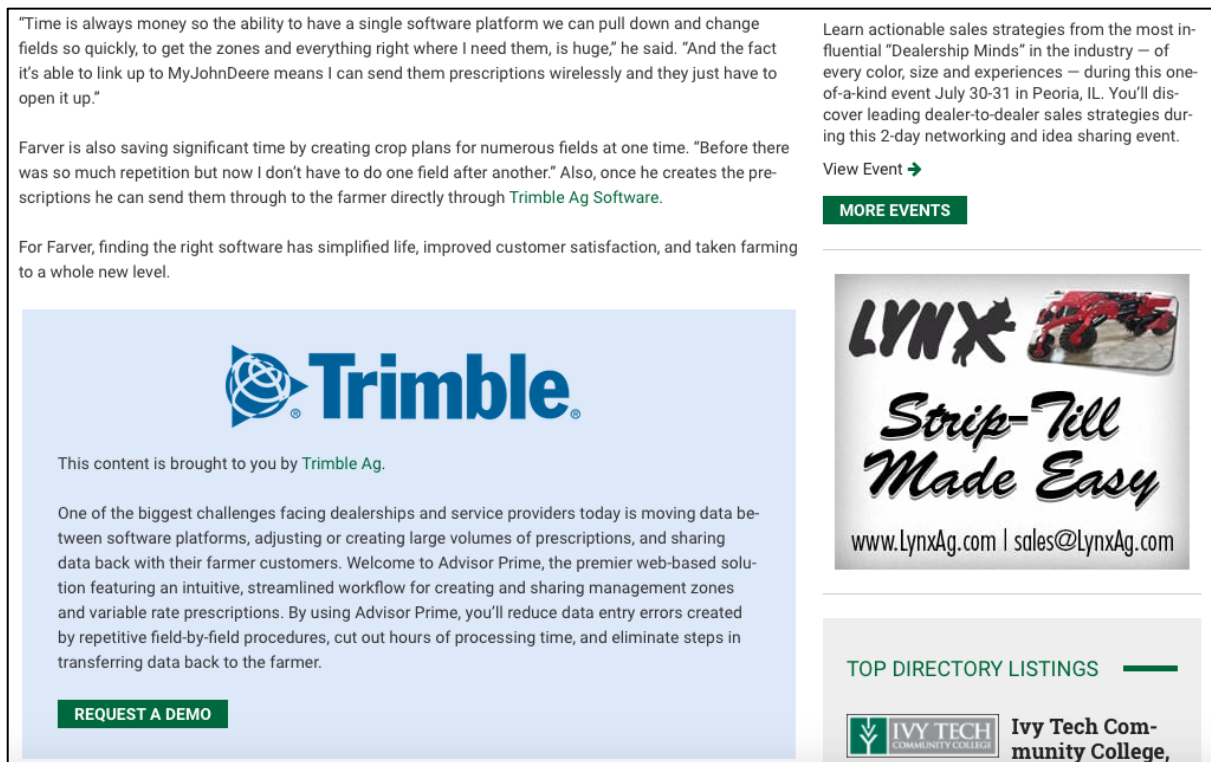 “Time is always money so the ability to have a single software platform we can pull down and change
fields so quickly, to get the zones and everything right where I need them, is huge,” he said. “And the fact
it’s able to link up to MyJohnDeere means I can send them prescriptions wirelessly and they just have to
open it up.”
Farver is also saving significant time by creating crop plans for numerous fields at one time. “Before there
was so much repetition but now I don’t have to do one field after another.” Also, once he creates the pre-
scriptions he can send them through to the farmer directly through Trimble Ag Software.
For Farver, finding the right software has simplified life, improved customer satisfaction, and taken farming
to a whole new level.
Trimble®
This content is brought to you by Trimble Ag.
One of the biggest challenges facing dealerships and service providers today is moving data be-
tween software platforms, adjusting or creating large volumes of prescriptions, and sharing
data back with their farmer customers. Welcome to Advisor Prime, the premier web-based solu-
tion featuring an intuitive, streamlined workflow for creating and sharing management zones
and variable rate prescriptions. By using Advisor Prime, you’ll reduce data entry errors created
by repetitive field-by-field procedures, cut out hours of processing time, and eliminate steps in
transferring data back to the farmer.
REQUEST A DEMO
Learn actionable sales strategies from the most in-
fluential “Dealership Minds” in the industry — of
every color, size and experiences — during this one-
of-a-kind event July 30-31 in Peoria, IL. You’ll dis-
cover leading dealer-to-dealer sales strategies dur-
ing this 2-day networking and idea sharing event.
View Event →
MORE EVENTS
LYNX
Strip-Till
Made Easy
www.LynxAg.com | sales@LynxAg.com
TOP DIRECTORY LISTINGS
IVY TECH
COMMUNITY COLLEGE
Ivy Tech Com-
munity College,